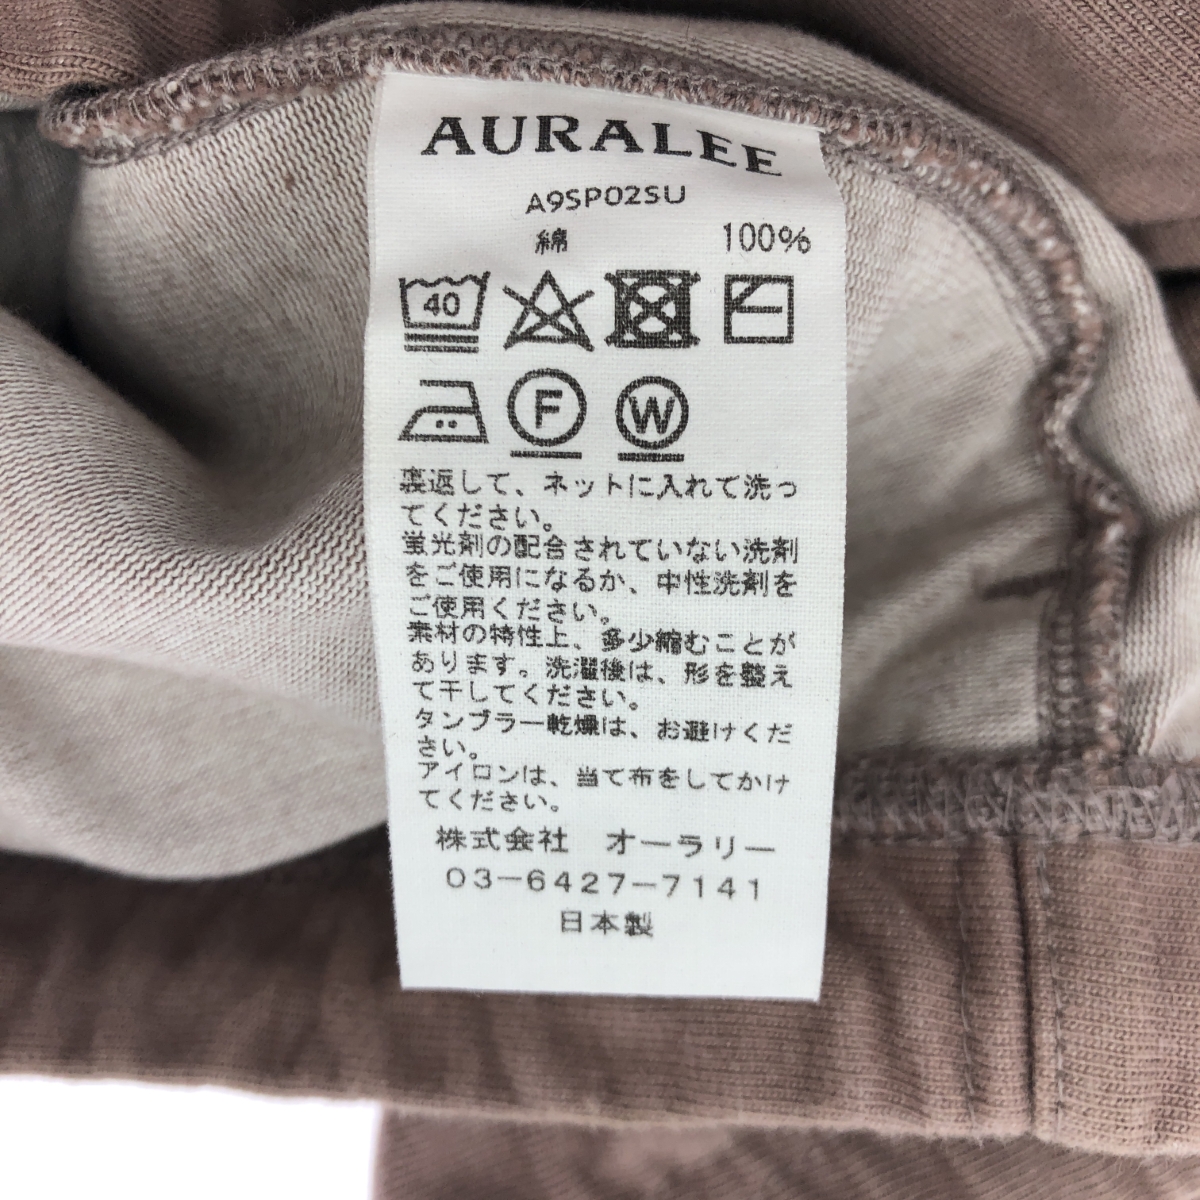 AURALEE
A9SP02SU
綿 100%
40
F W
裏返して、ネットに入れて洗っ
てください。
蛍光剤の配合されていない洗剤
をご使用になるか、中性洗剤を
ご使用ください。
素材の特性上、多少縮むことが
あります。洗濯後は、形を整え
て干してください。
タンブラー乾燥は、お避けくだ
さい。
アイロンは、当て布をしてかけ
てください。
株式会社 オーラリー
03-6427-7141
日本製